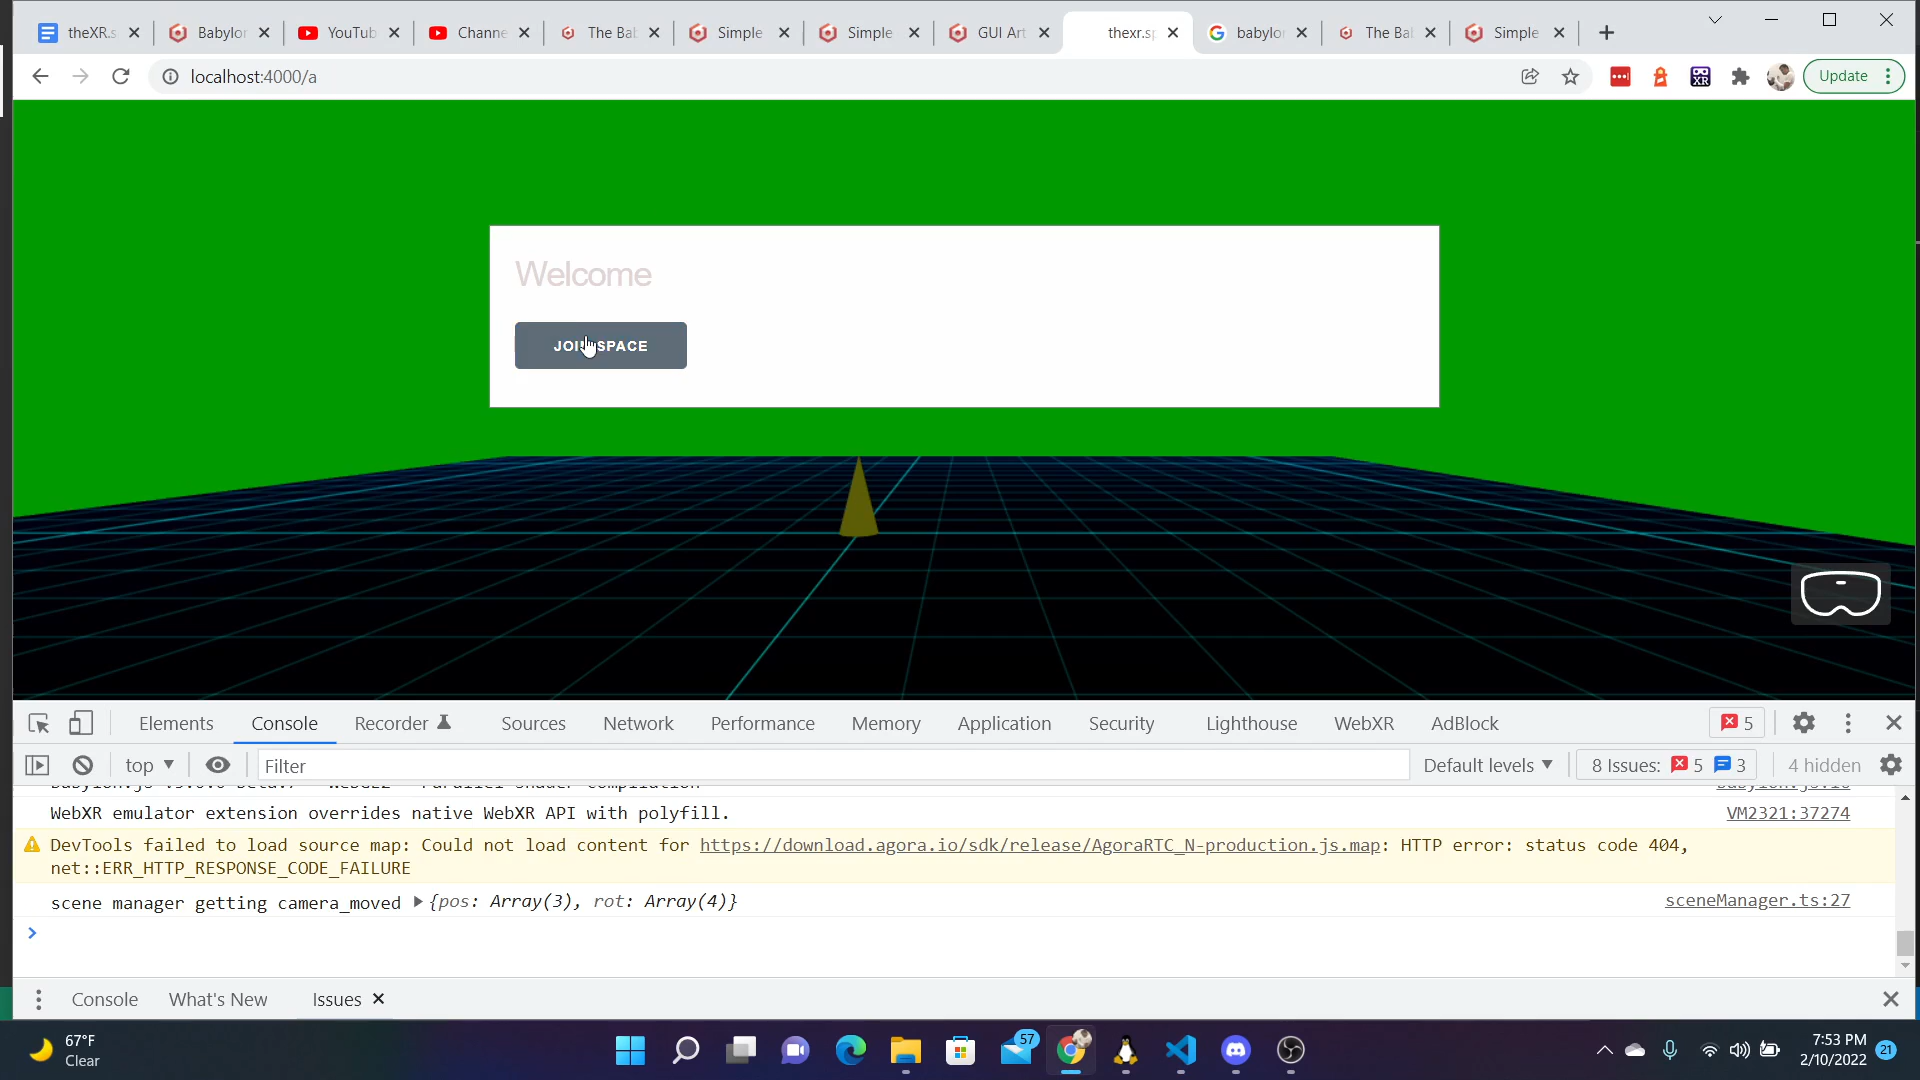 theXR.s
Babylor
YouTub
Channe
The Bal
Simple
Simple
GUI Art
thexr.sp
babylo
The Bal
Simple
localhost:4000/a
XR
Update
Welcome
JOIN SPACE
Elements Console Recorder Sources Network Performance Memory Application Security Lighthouse WebXR AdBlock 5
top Filter Default levels 8 Issues: 5 3 4 hidden
WebXR emulator extension overrides native WebXR API with polyfill. VM2321:37274
DevTools failed to load source map: Could not load content for https://download.agora.io/sdk/release/AgoraRTC_N-production.js.map: HTTP error: status code 404,
net::ERR_HTTP_RESPONSE_CODE_FAILURE
scene manager getting camera_moved {pos: Array(3), rot: Array(4)} sceneManager.ts:27
Console What's New Issues
67°F
Clear
57
7:53 PM
2/10/2022
21